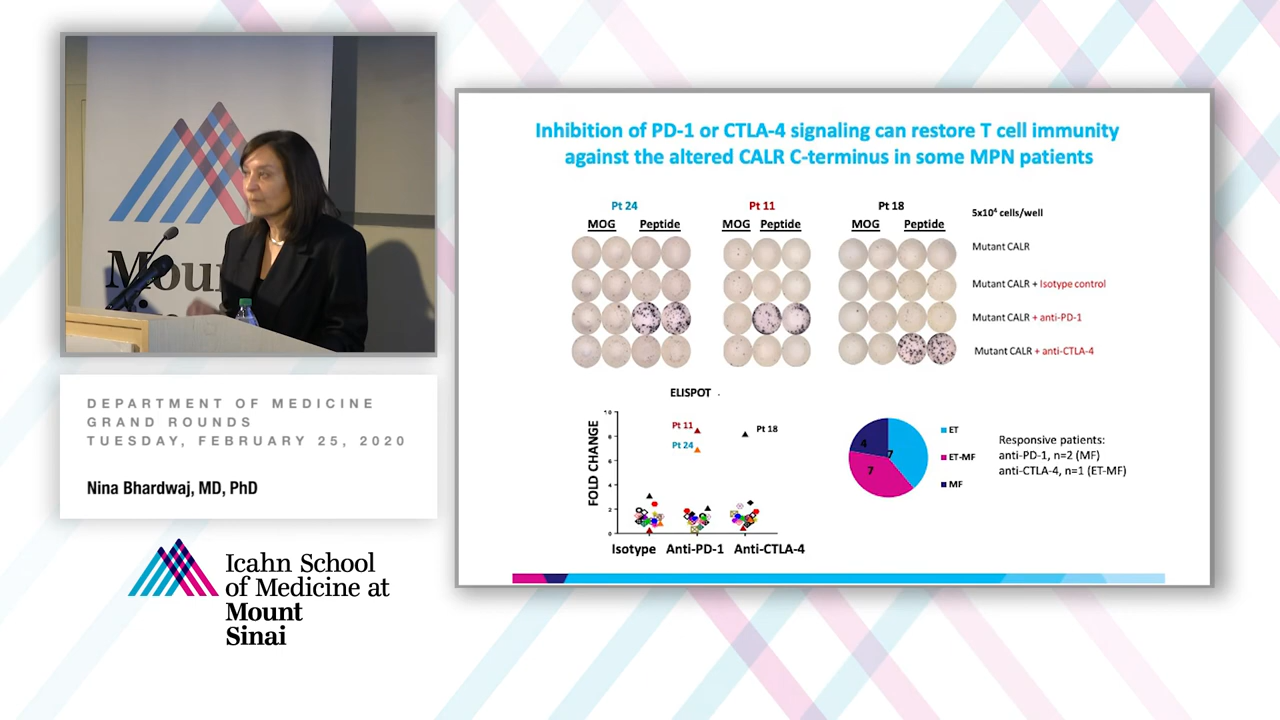 Mount
DEPARTMENT OF MEDICINE
GRAND ROUNDS
TUESDAY, FEBRUARY 25, 2020
Nina Bhardwaj, MD, PhD
Icahn School
of Medicine at
Mount
Sinai
Inhibition of PD-1 or CTLA-4 signaling can restore T cell immunity
against the altered CALR C-terminus in some MPN patients
Pt 24
Pt 11
Pt 18
MOG Peptide
MOG Peptide
MOG Peptide
5x10⁴ cells/well
Mutant CALR
Mutant CALR + Isotype control
Mutant CALR + anti-PD-1
Mutant CALR + anti-CTLA-4
ELISPOT
FOLD CHANGE
10
8
6
4
2
0
Pt 11
Pt 24
Pt 18
Isotype Anti-PD-1 Anti-CTLA-4
4
7
7
ET
ET-MF
MF
Responsive patients:
anti-PD-1, n=2 (MF)
anti-CTLA-4, n=1 (ET-MF)